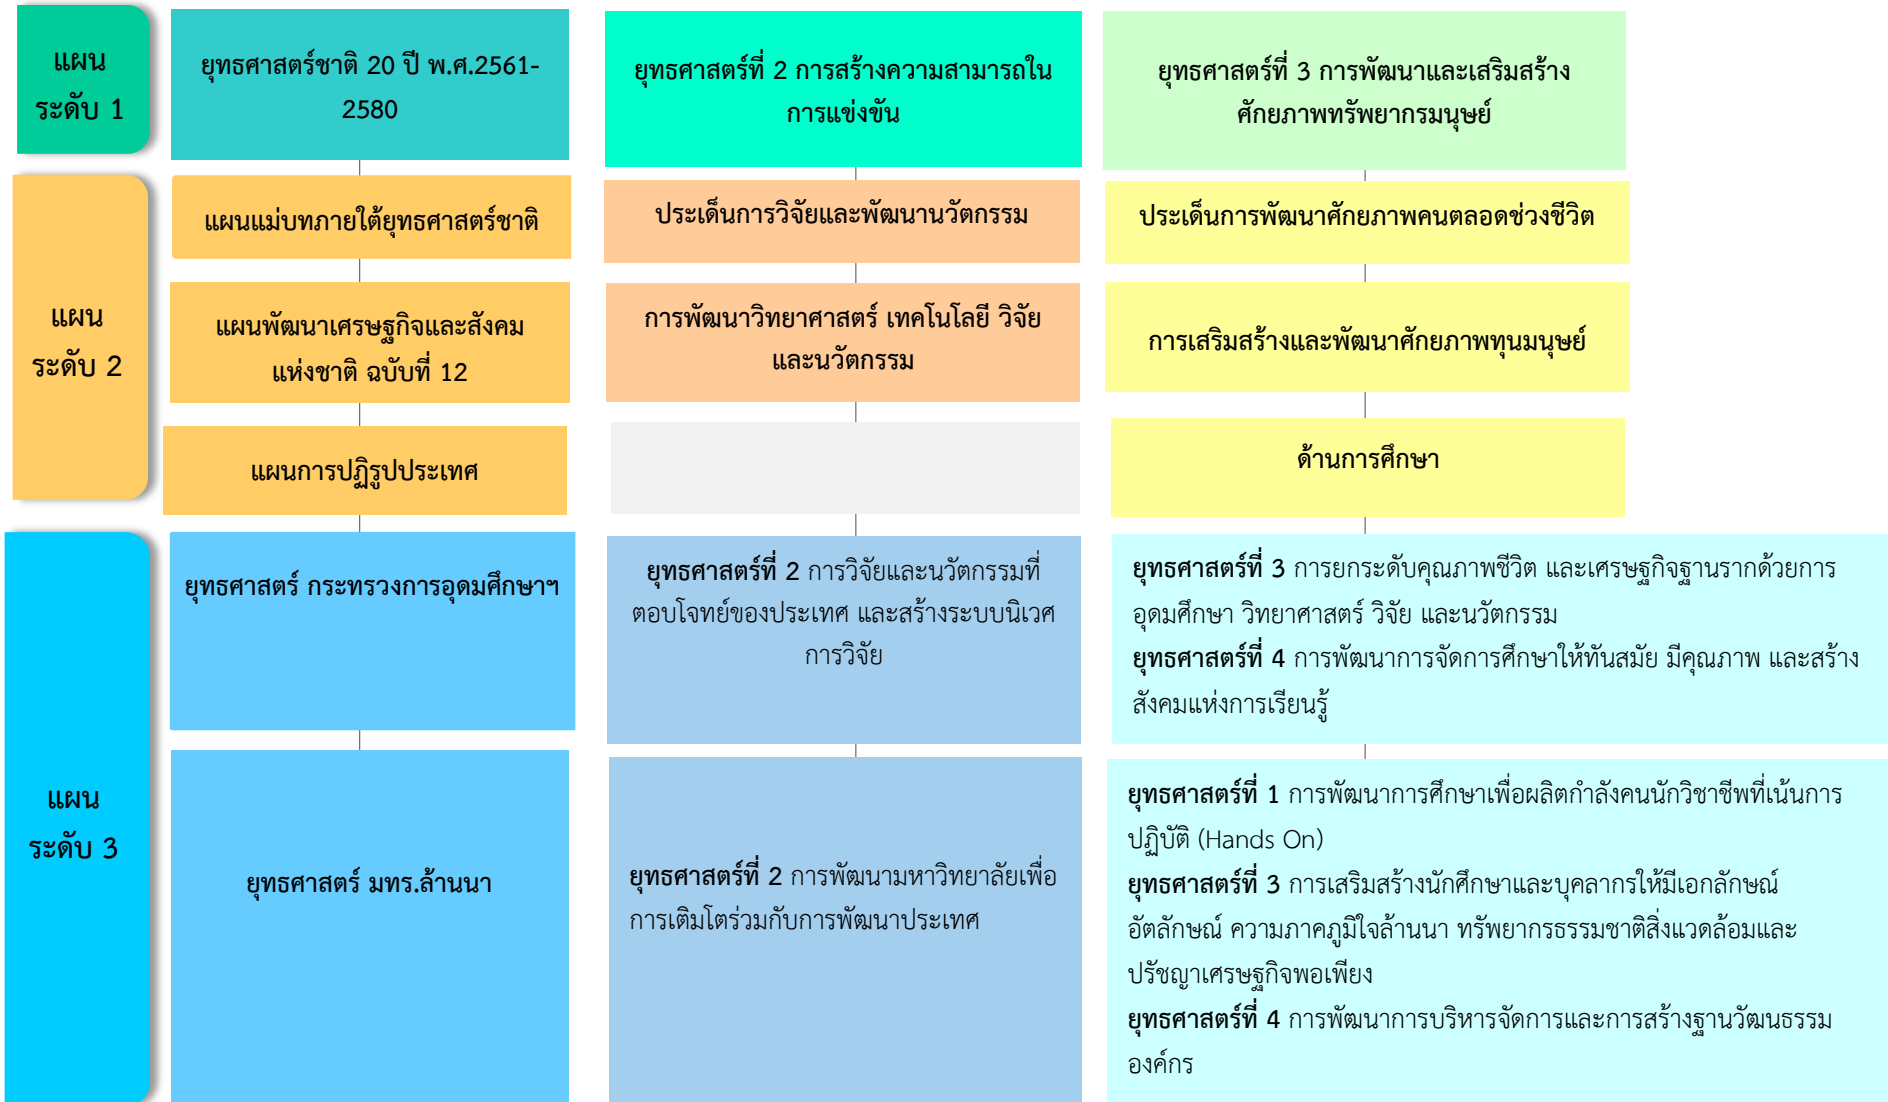 แผน
ระดับ 1
ยุทธศาสตร์ชาติ 20 ปี พ.ศ.2561-
2580
ยุทธศาสตร์ที่ 2 การสร้างความสามารถใน
การแข่งขัน
ยุทธศาสตร์ที่ 3 การพัฒนาและเสริมสร้าง
ศักยภาพทรัพยากรมนุษย์
แผน
ระดับ 2
แผนแม่บทภายใต้ยุทธศาสตร์ชาติ
ประเด็นการวิจัยและพัฒนานวัตกรรม
ประเด็นการพัฒนาศักยภาพคนตลอดช่วงชีวิต
แผนพัฒนาเศรษฐกิจและสังคม
แห่งชาติ ฉบับที่ 12
การพัฒนาวิทยาศาสตร์ เทคโนโลยี วิจัย
และนวัตกรรม
การเสริมสร้างและพัฒนาศักยภาพทุนมนุษย์
แผนการปฏิรูปประเทศ
ด้านการศึกษา
แผน
ระดับ 3
ยุทธศาสตร์ กระทรวงการอุดมศึกษาฯ
ยุทธศาสตร์ที่ 2 การวิจัยและนวัตกรรมที่
ตอบโจทย์ของประเทศ และสร้างระบบนิเวศ
การวิจัย
ยุทธศาสตร์ที่ 3 การยกระดับคุณภาพชีวิต และเศรษฐกิจฐานรากด้วยการ
อุดมศึกษา วิทยาศาสตร์ วิจัย และนวัตกรรม
ยุทธศาสตร์ที่ 4 การพัฒนาการจัดการศึกษาให้ทันสมัย มีคุณภาพ และสร้าง
สังคมแห่งการเรียนรู้
ยุทธศาสตร์ มทร.ล้านนา
ยุทธศาสตร์ที่ 2 การพัฒนามหาวิทยาลัยเพื่อ
การเติมโตร่วมกับการพัฒนาประเทศ
ยุทธศาสตร์ที่ 1 การพัฒนาการศึกษาเพื่อผลิตกำลังคนนักวิชาชีพที่เน้นการ
ปฏิบัติ (Hands On)
ยุทธศาสตร์ที่ 3 การเสริมสร้างนักศึกษาและบุคลากรให้มีเอกลักษณ์
อัตลักษณ์ ความภาคภูมิใจล้านนา ทรัพยากรธรรมชาติสิ่งแวดล้อมและ
ปรัชญาเศรษฐกิจพอเพียง
ยุทธศาสตร์ที่ 4 การพัฒนาการบริหารจัดการและการสร้างฐานวัฒนธรรม
องค์กร